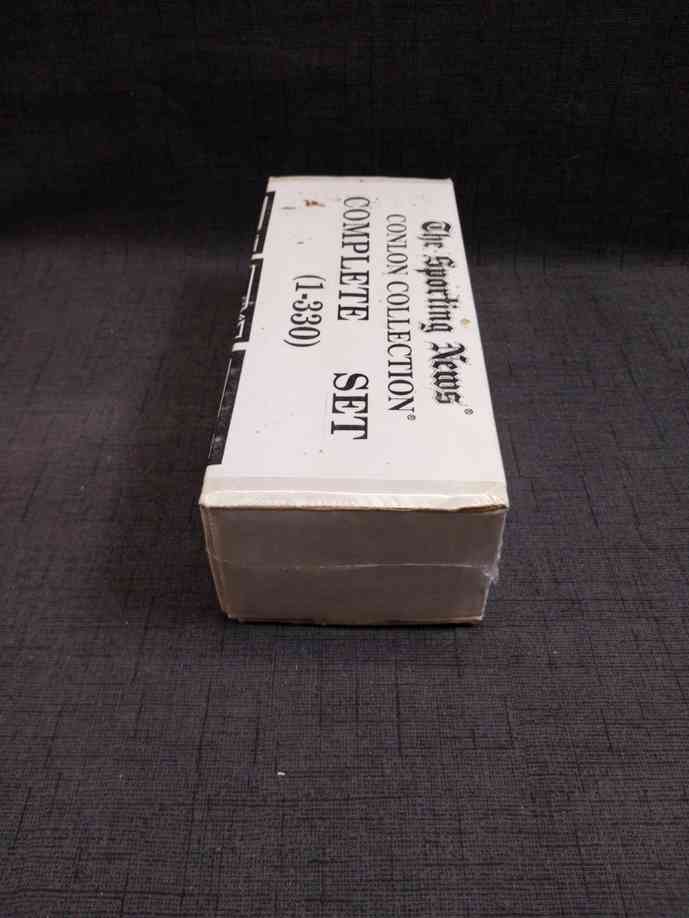 The Sporting News®
CONLON COLLECTION®
COMPLETE SET
(1-330)